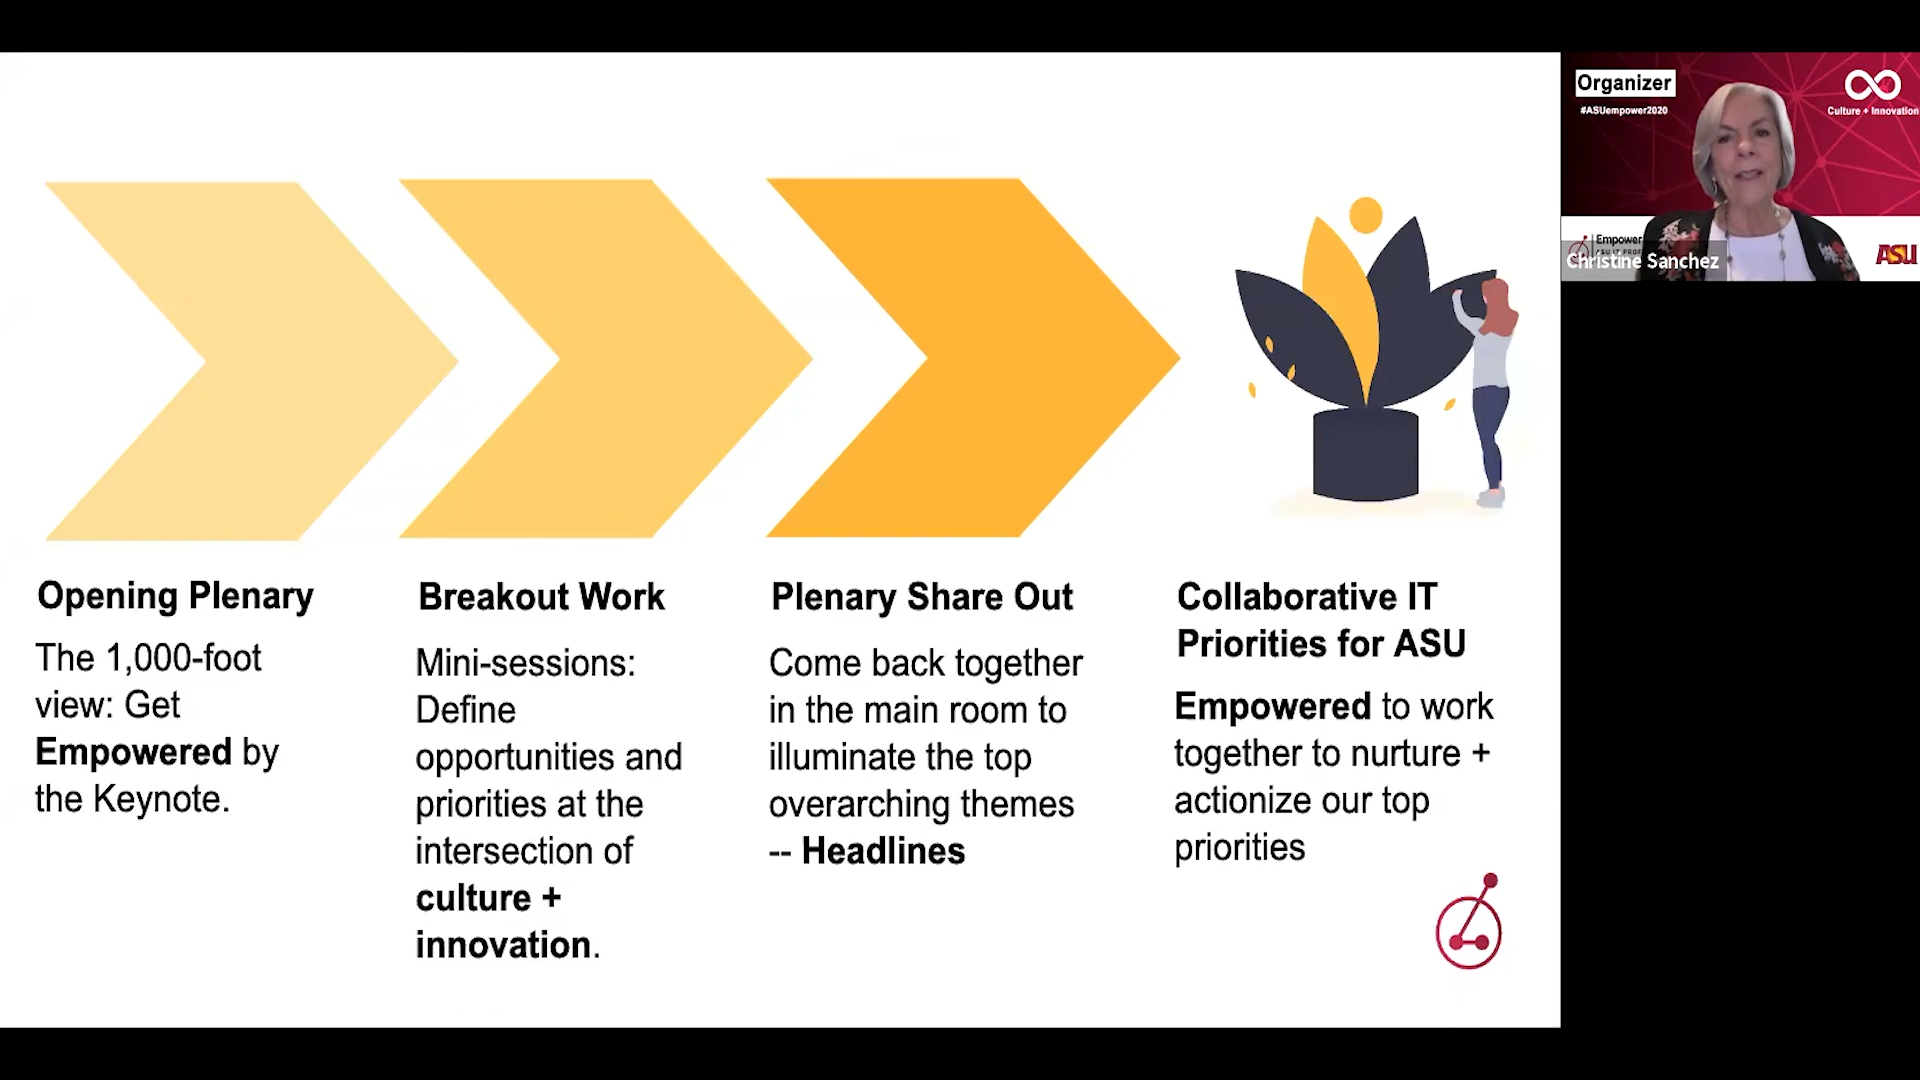 Opening Plenary
The 1,000-foot
view: Get
Empowered by
the Keynote.
Breakout Work
Mini-sessions:
Define
opportunities and
priorities at the
intersection of
culture +
innovation.
Plenary Share Out
Come back together
in the main room to
illuminate the top
overarching themes
-- Headlines
Collaborative IT
Priorities for ASU
Empowered to work
together to nurture +
actionize our top
priorities
Organizer
#ASUempower2020
Culture + Innovation
Empower
ASU
Christine Sanchez